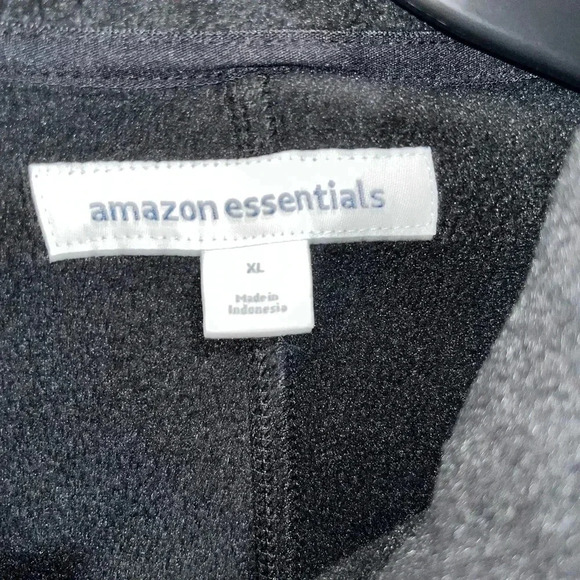 amazon essentials
XL
Made in
Indonesia